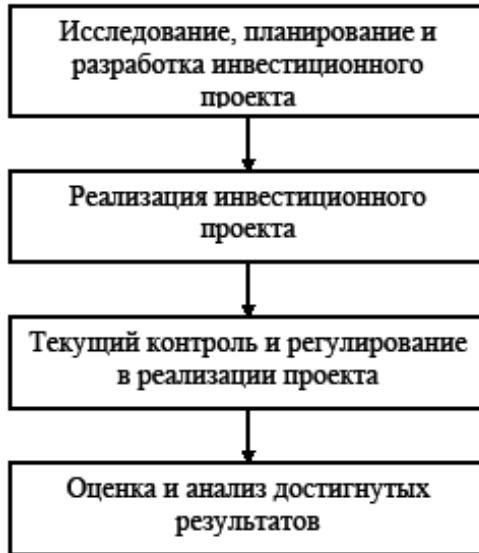 Исследование, планирование и
разработка инвестиционного
проекта
Реализация инвестиционного
проекта
Текущий контроль и регулирование
в реализации проекта
Оценка и анализ достигнутых
результатов